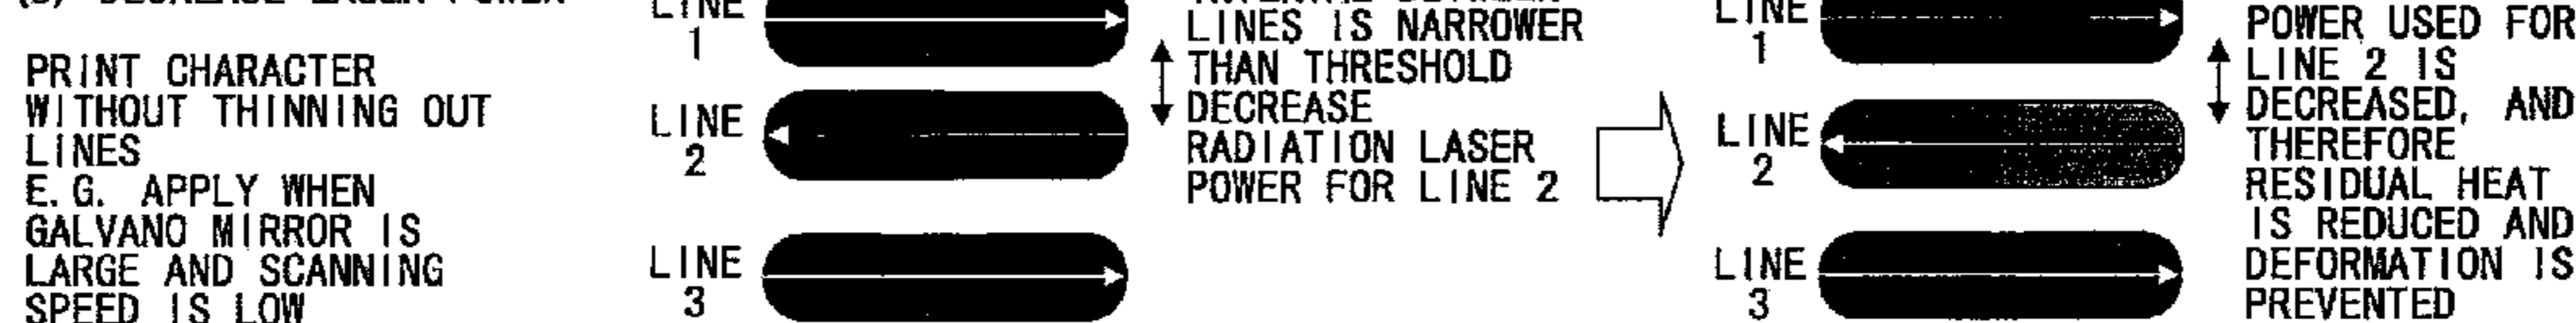 PRINT CHARACTER
WITHOUT THINNING OUT
LINES
E.G. APPLY WHEN
GALVANO MIRROR IS
LARGE AND SCANNING
SPEED IS LOW
LINE
1
LINE
2
LINE
3
LINES IS NARROWER
THAN THRESHOLD
DECREASE
RADIATION LASER
POWER FOR LINE 2
LINE
1
LINE
2
LINE
3
POWER USED FOR
LINE 2 IS
DECREASED, AND
THEREFORE
RESIDUAL HEAT
IS REDUCED AND
DEFORMATION IS
PREVENTED